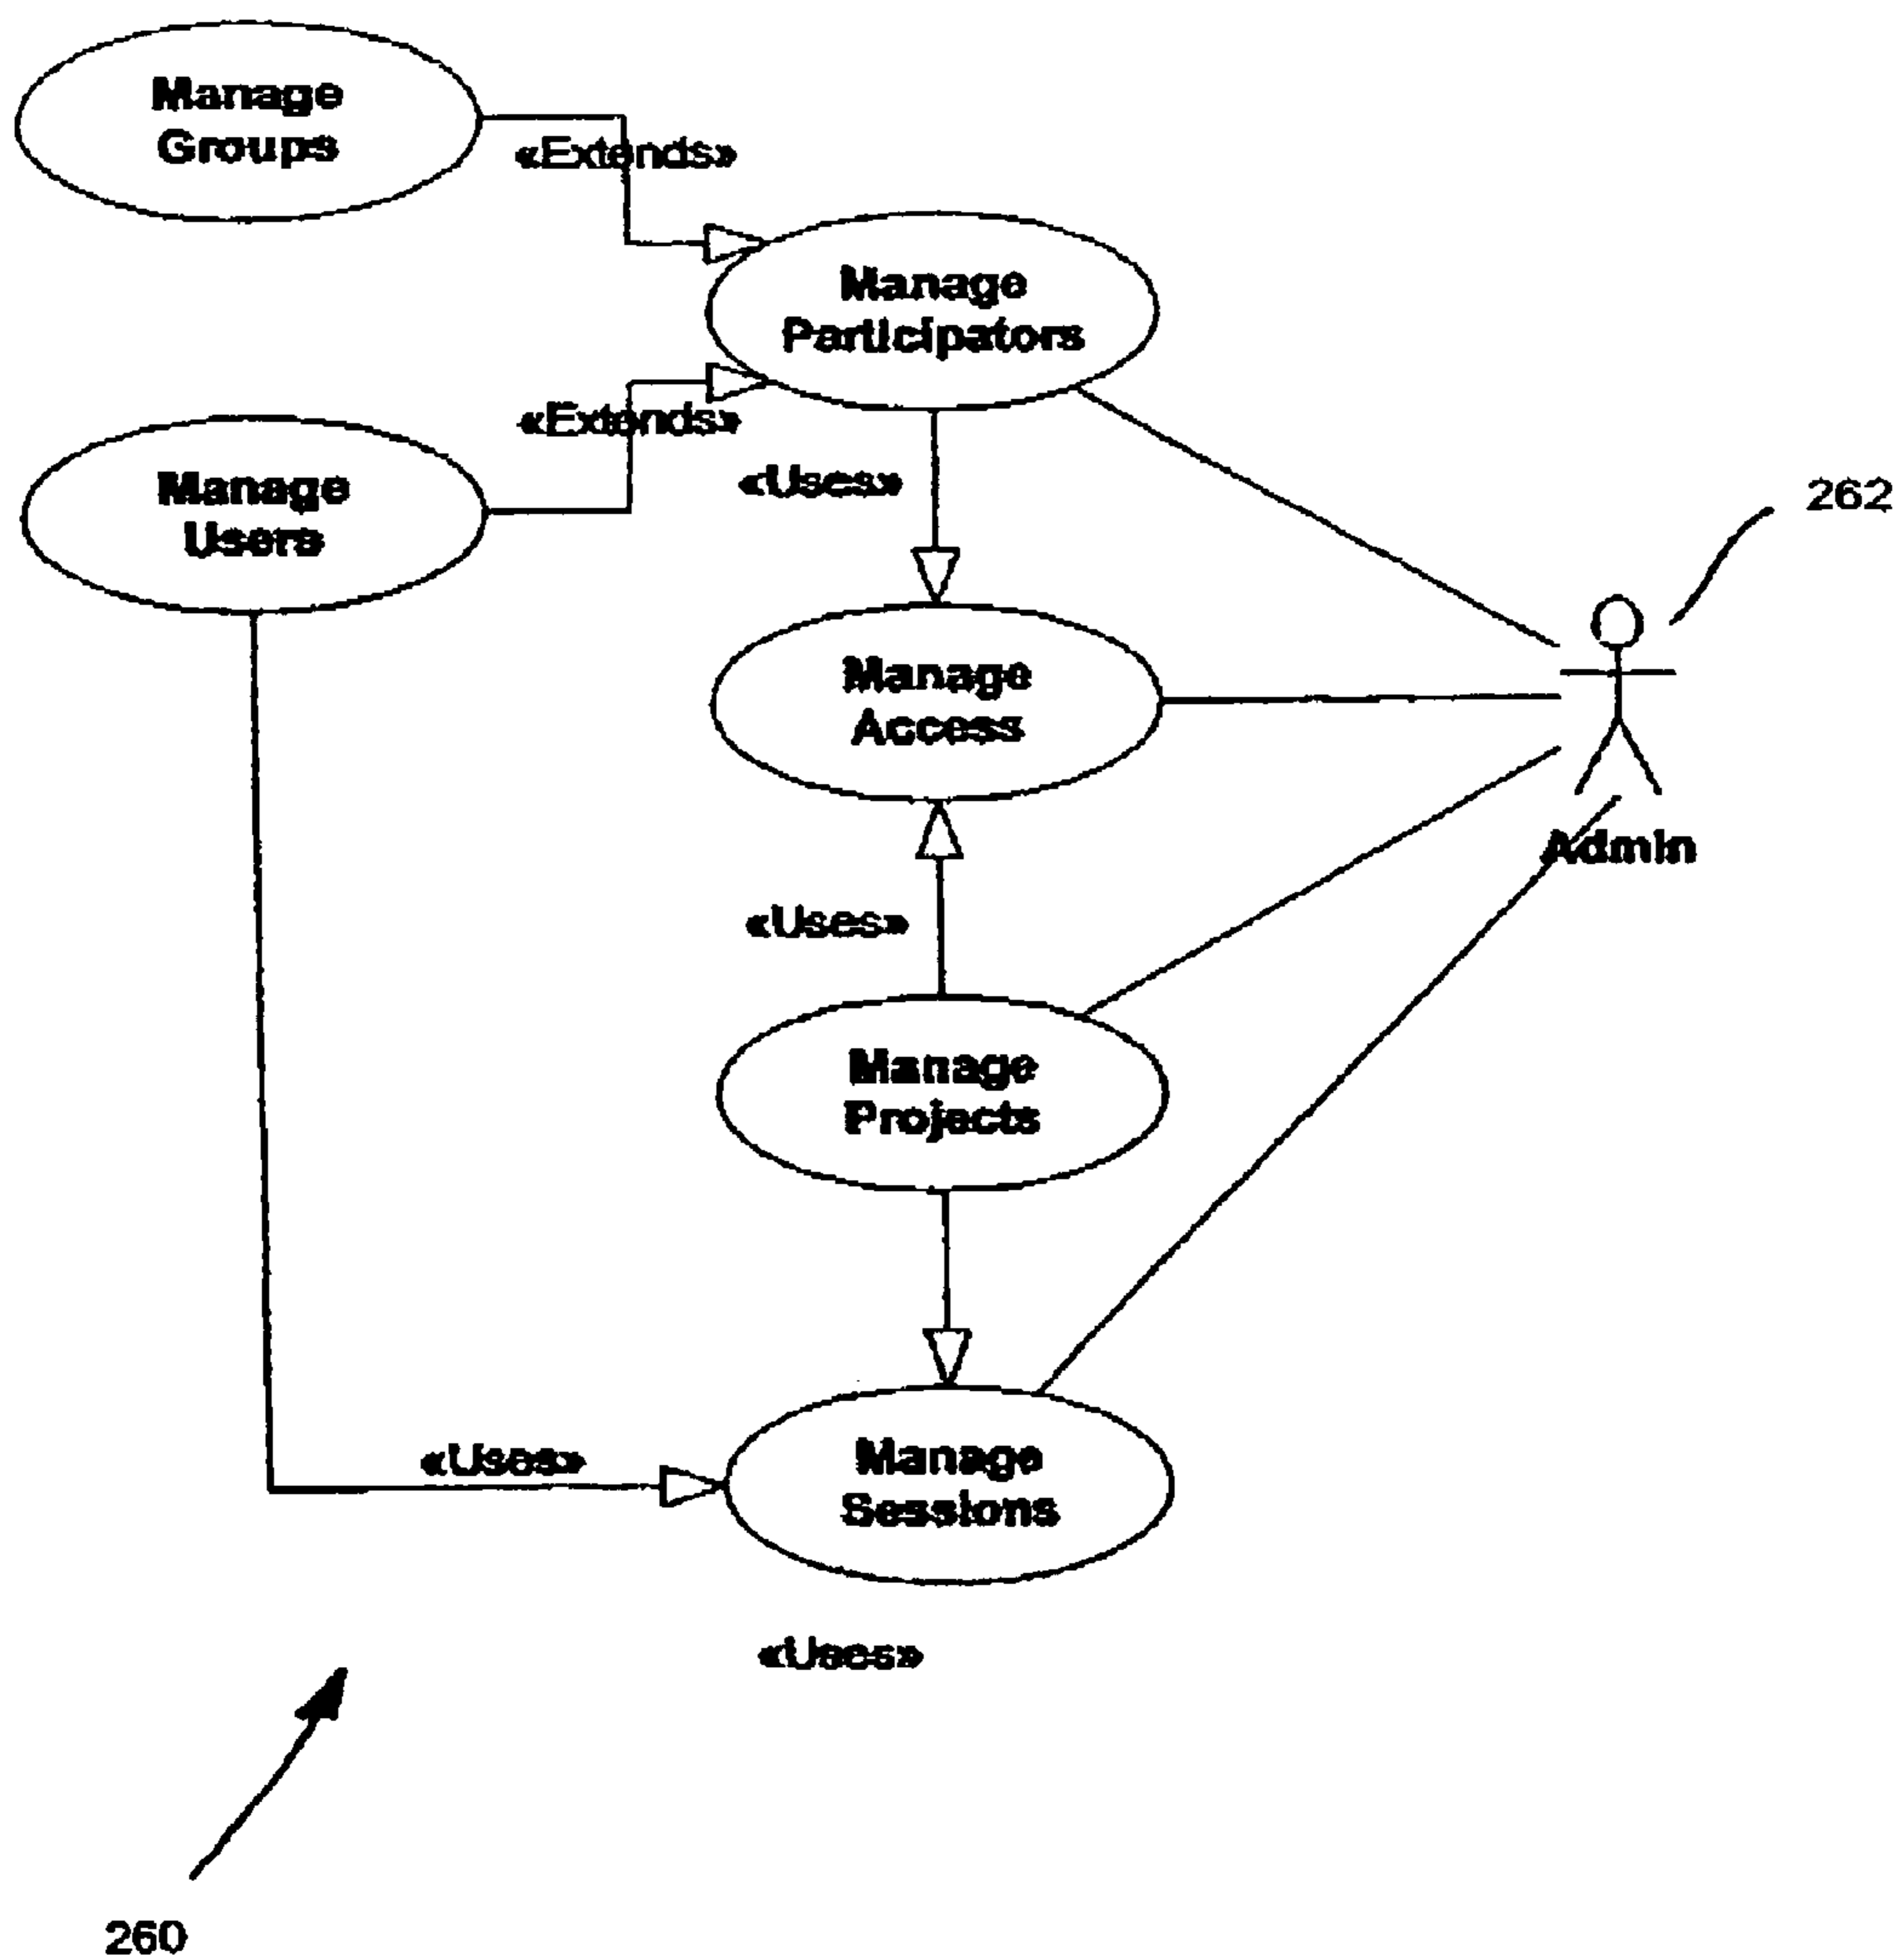 Manage
Groups
«Extends»
Manage
Participators
«Extends»
Manage
Users
«Uses»
262
Manage
Access
Admin
«Uses»
Manage
Projects
«Uses»
Manage
Sessions
«Uses»
260